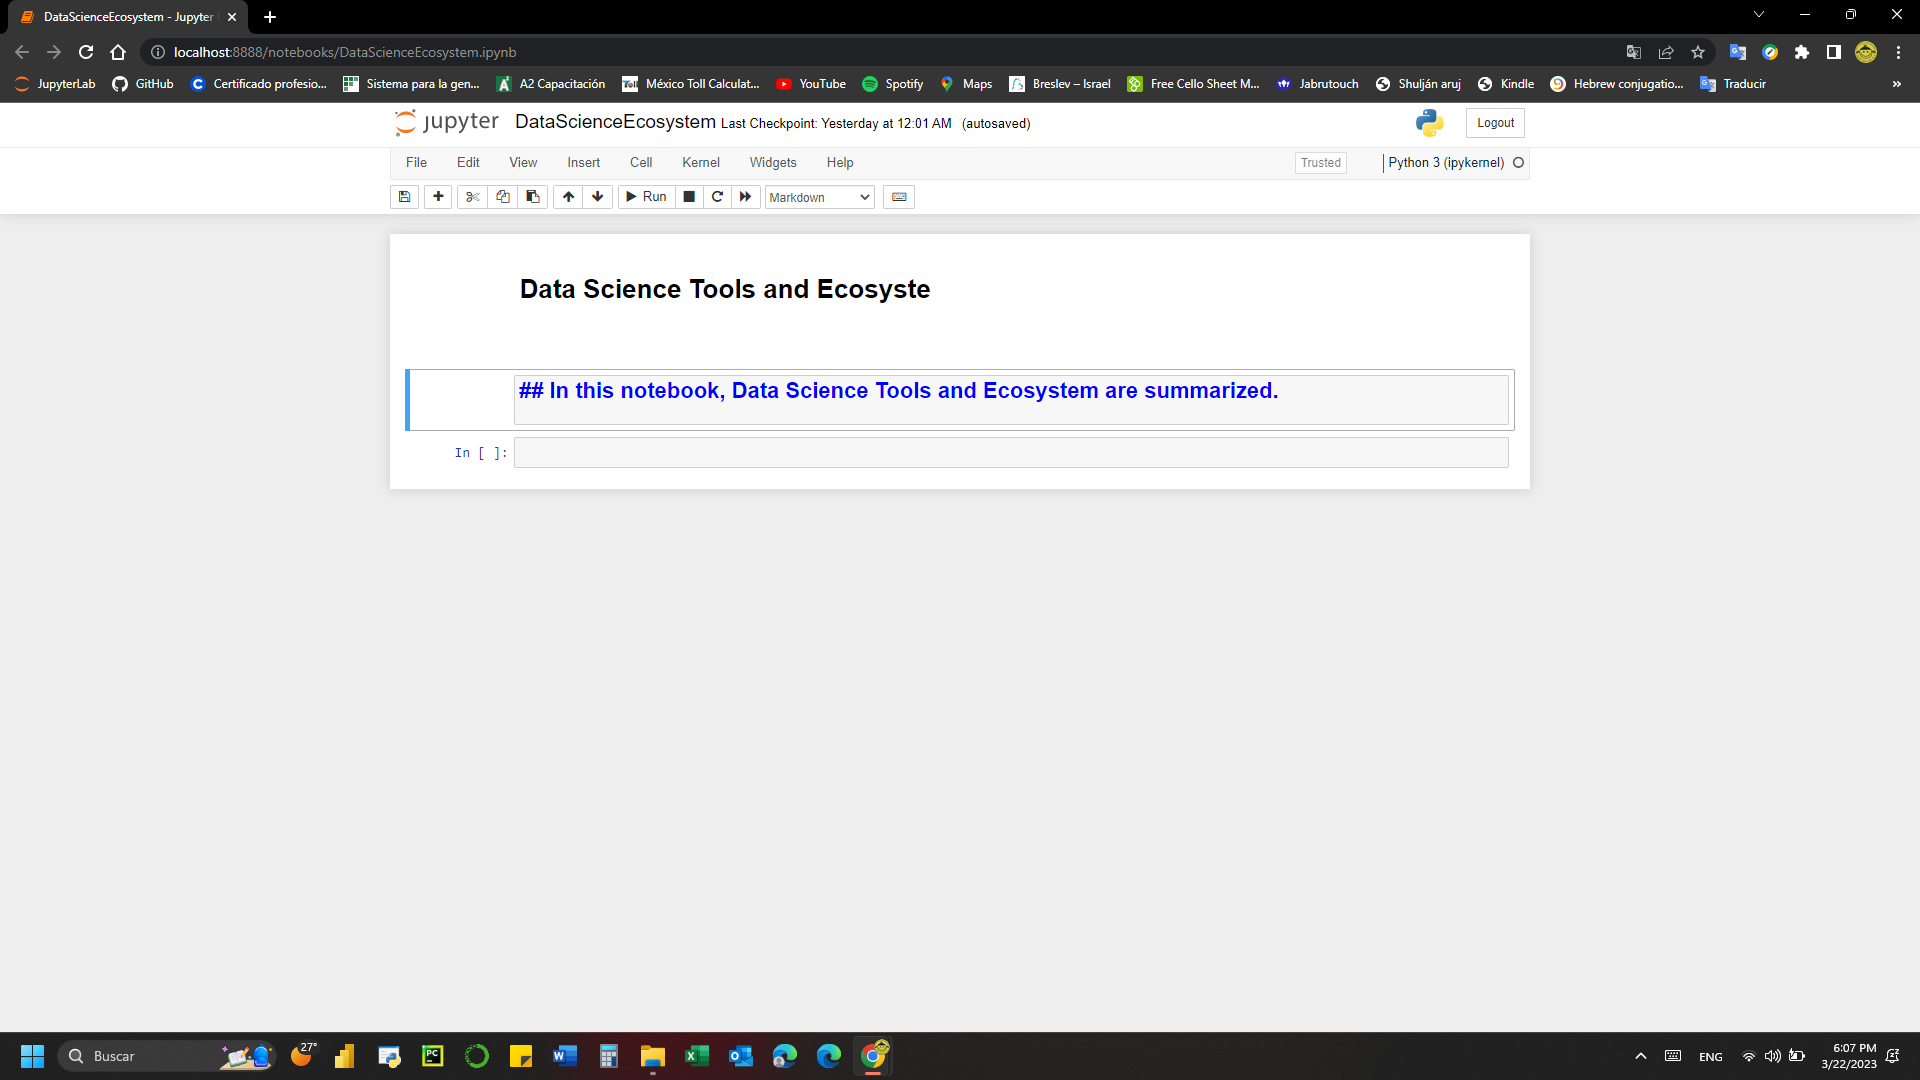 DataScienceEcosystem - Jupyter
localhost:8888/notebooks/DataScienceEcosystem.ipynb
JupyterLab GitHub Certificado profesio... Sistema para la gen... A2 Capacitación México Toll Calculat... YouTube Spotify Maps Breslev – Israel Free Cello Sheet M... Jabrutouch Shulján aruj Kindle Hebrew conjugatio... Traducir »
jupyter DataScienceEcosystem Last Checkpoint: Yesterday at 12:01 AM (autosaved) Logout
File Edit View Insert Cell Kernel Widgets Help Trusted Python 3 (ipykernel)
Run Markdown
Data Science Tools and Ecosyste
## In this notebook, Data Science Tools and Ecosystem are summarized.
In [ ]:
Buscar 27° ENG 6:07 PM
3/22/2023